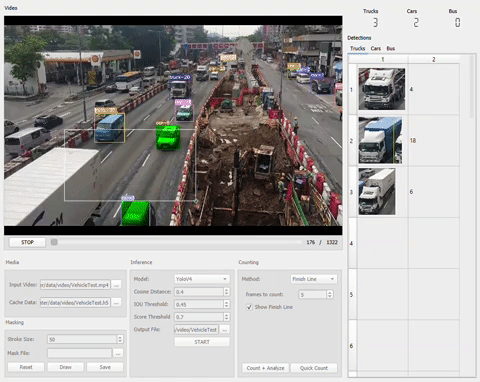 Video
Trucks Cars Bus
3 2 0
Detections
Trucks Cars Bus
1 2
1 4
2 18
3 6
4
5
6
STOP
176 / 1322
Media
Input Video: ıc/data/video/VehicleTest.mp4 ...
Cache Data: ster/data/video/VehicleTest.h5 ...
Masking
Stroke Size: 50
Mask File: ...
Reset Draw Save
Inference
Model: YoloV4
Cosine Distance: 0.4
IOU Threshold: 0.45
Score Threshold: 0.7
Output File: /video/VehicleTest ...
START
Counting
Method: Finish Line
frames to count: 5
Show Finish Line
Count + Analyze Quick Count